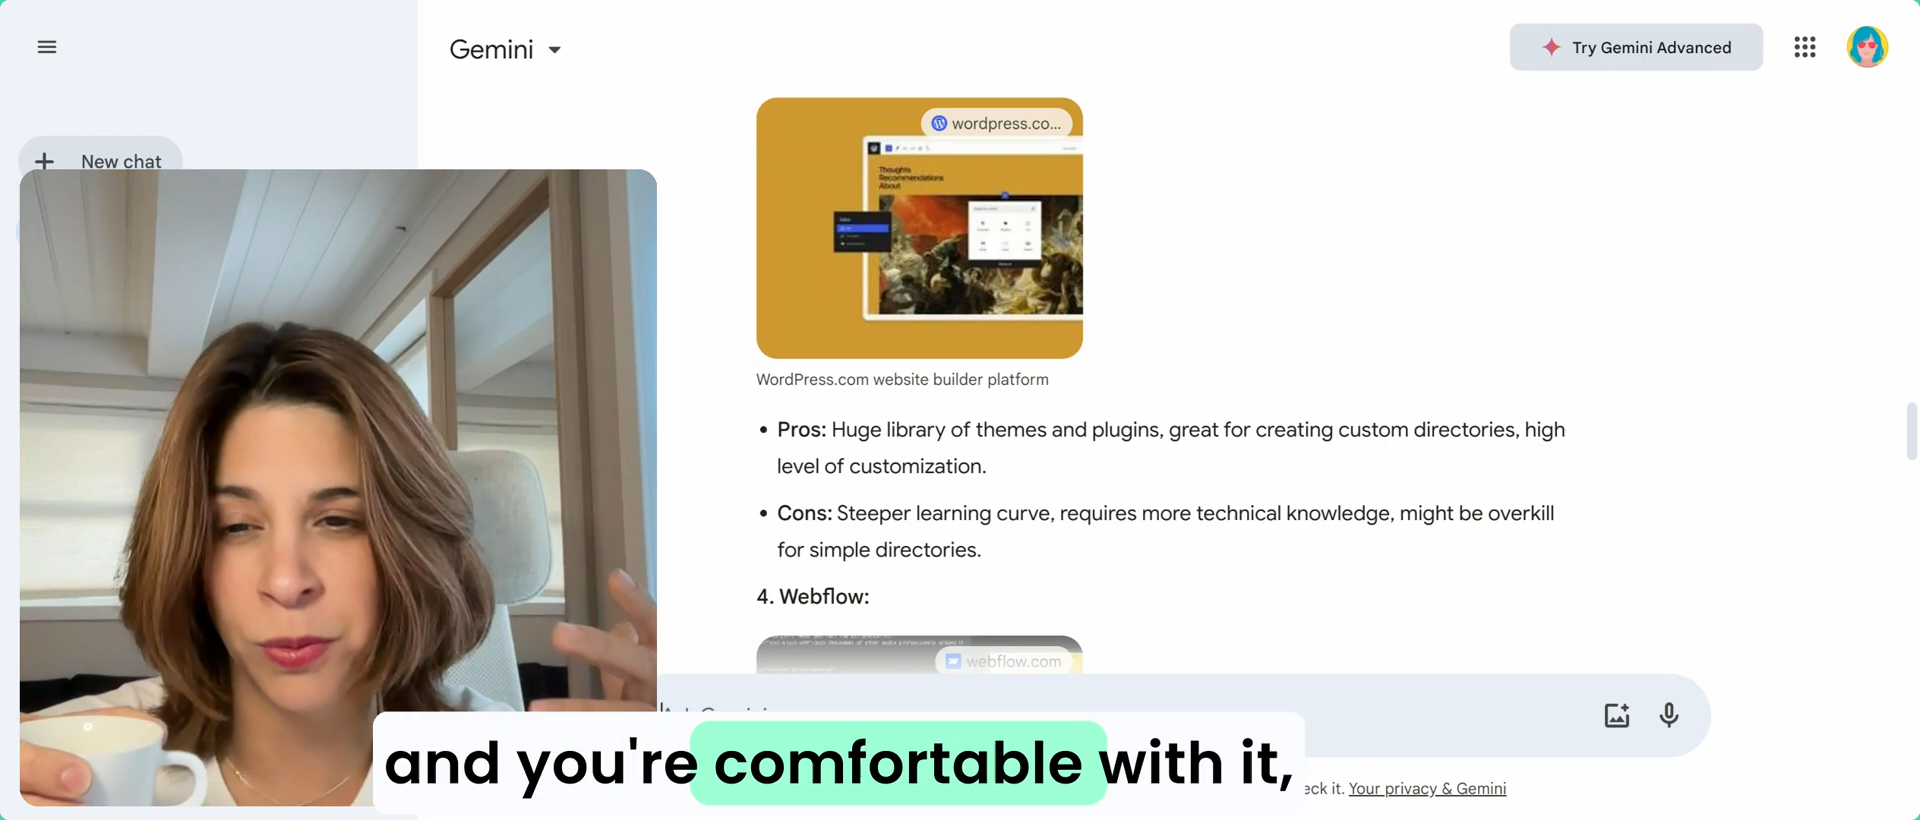 Gemini
Try Gemini Advanced
New chat
wordpress.co...
Thoughts
Recommendations
About
WordPress.com website builder platform
• Pros: Huge library of themes and plugins, great for creating custom directories, high
level of customization.
• Cons: Steeper learning curve, requires more technical knowledge, might be overkill
for simple directories.
4. Webflow:
webflow.com
and you're comfortable with it,
eck it. Your privacy & Gemini